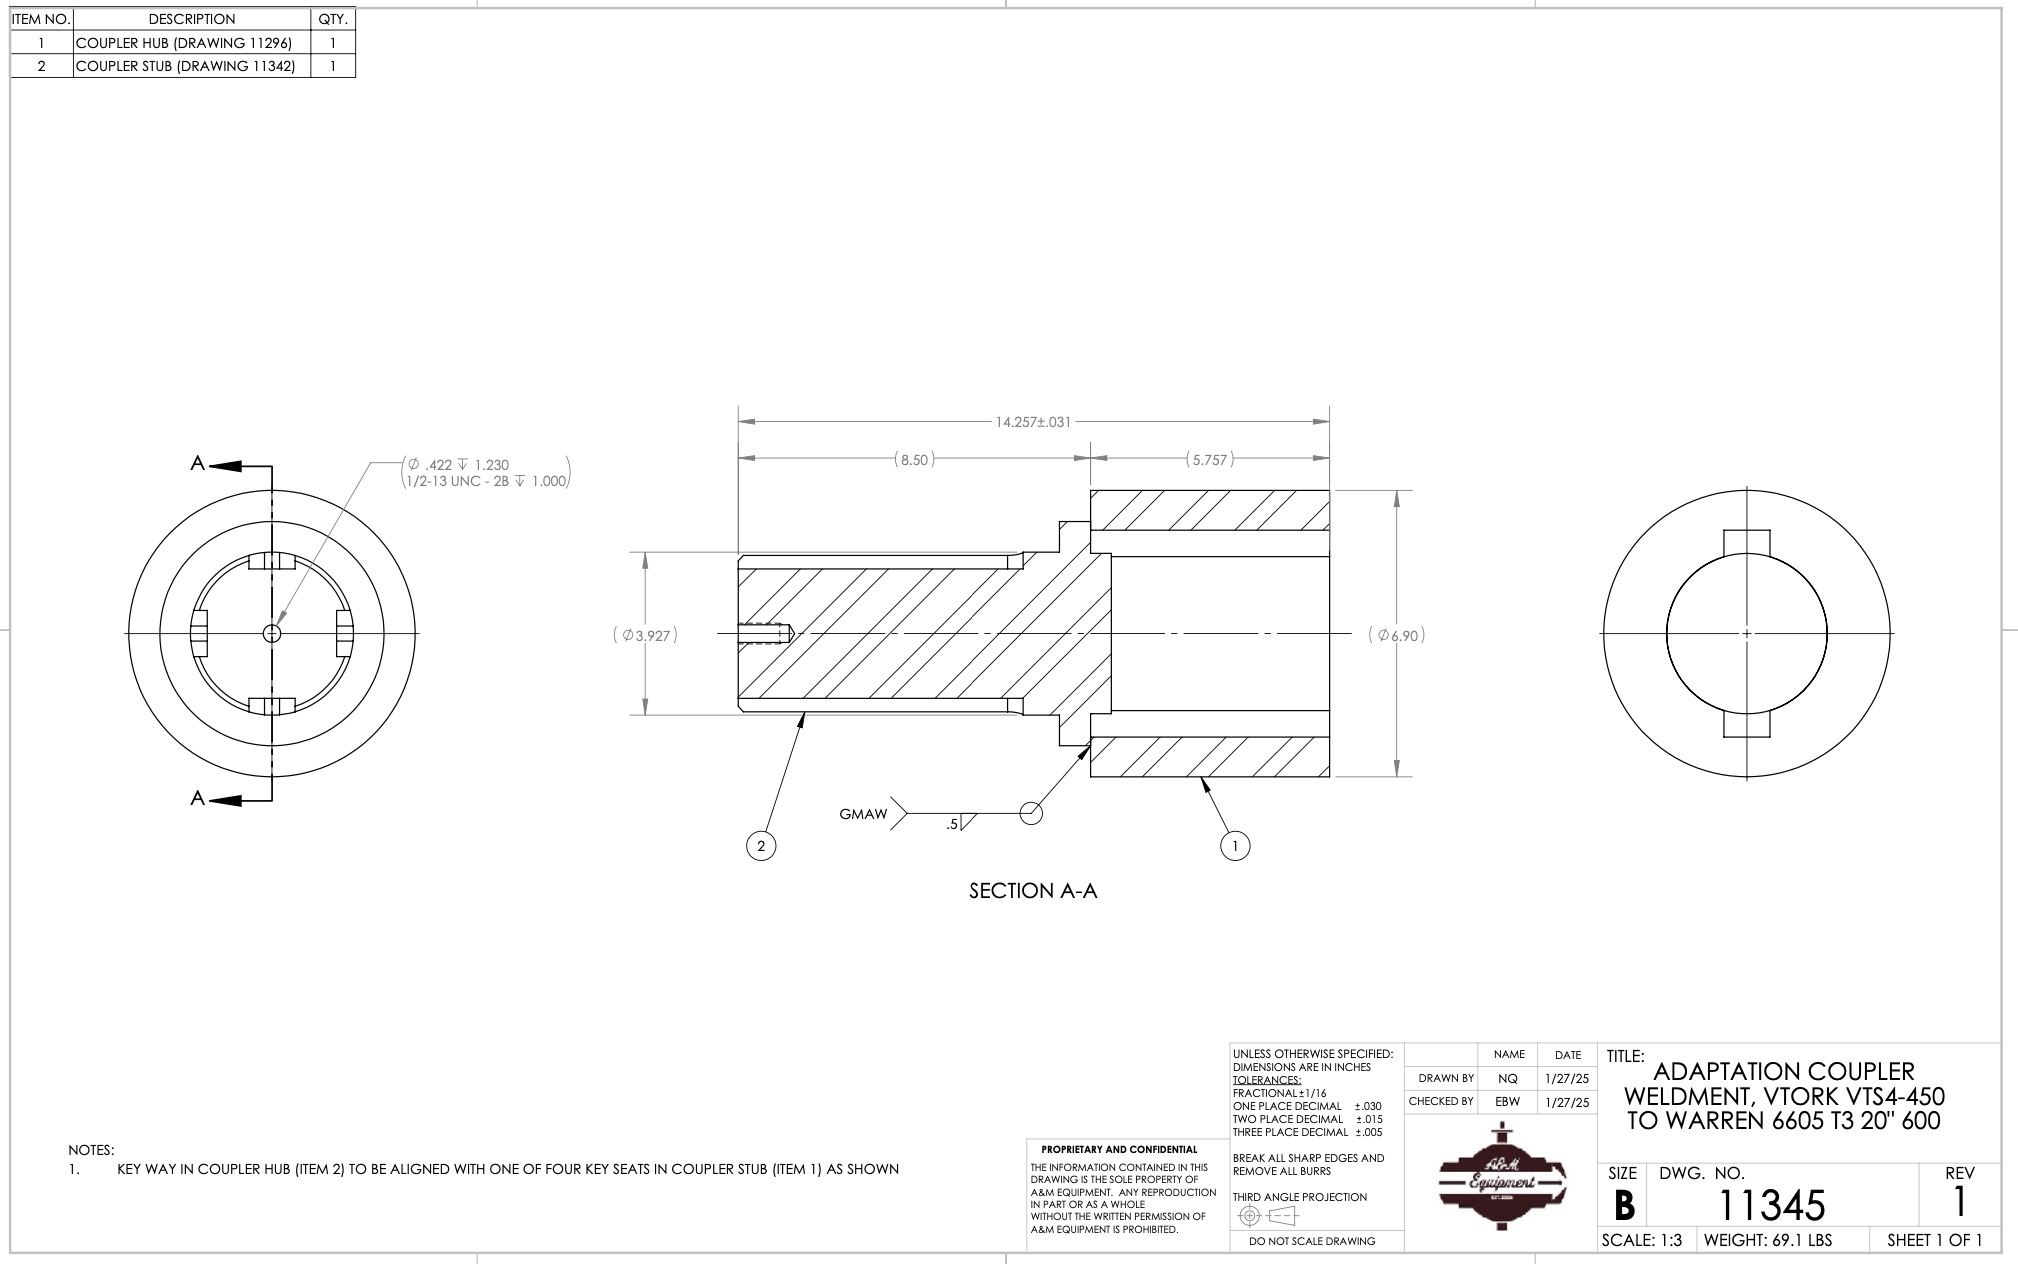 ITEM NO. DESCRIPTION QTY.
1 COUPLER HUB (DRAWING 11296) 1
2 COUPLER STUB (DRAWING 11342) 1
14.257±.031
(8.50) (5.757)
A
(⌀ .422 ↧ 1.230
1/2-13 UNC - 2B ↧ 1.000)
(⌀3.927) (⌀6.90)
A
GMAW .5
2 1
SECTION A-A
NOTES:
1. KEY WAY IN COUPLER HUB (ITEM 2) TO BE ALIGNED WITH ONE OF FOUR KEY SEATS IN COUPLER STUB (ITEM 1) AS SHOWN
PROPRIETARY AND CONFIDENTIAL
THE INFORMATION CONTAINED IN THIS
DRAWING IS THE SOLE PROPERTY OF
A&M EQUIPMENT. ANY REPRODUCTION
IN PART OR AS A WHOLE
WITHOUT THE WRITTEN PERMISSION OF
A&M EQUIPMENT IS PROHIBITED.
UNLESS OTHERWISE SPECIFIED:
DIMENSIONS ARE IN INCHES
TOLERANCES:
FRACTIONAL±1/16
ONE PLACE DECIMAL ±.030
TWO PLACE DECIMAL ±.015
THREE PLACE DECIMAL ±.005
BREAK ALL SHARP EDGES AND
REMOVE ALL BURRS
THIRD ANGLE PROJECTION
DO NOT SCALE DRAWING
NAME DATE
DRAWN BY NQ 1/27/25
CHECKED BY EBW 1/27/25
A&M
Equipment
TITLE:
ADAPTATION COUPLER
WELDMENT, VTORK VTS4-450
TO WARREN 6605 T3 20" 600
SIZE DWG. NO. REV
B 11345 1
SCALE: 1:3 WEIGHT: 69.1 LBS SHEET 1 OF 1